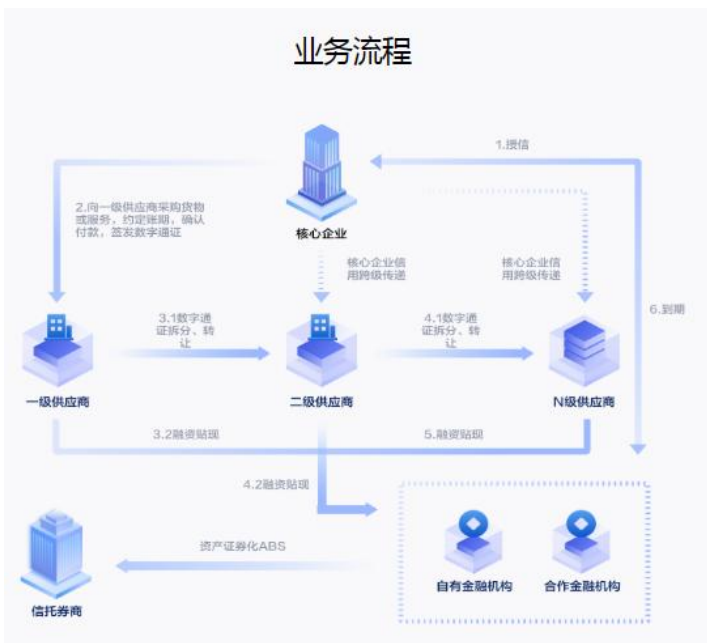 业务流程
1.授信
2.向一级供应商采购货物
或服务，约定账期，确认
付款，签发数字通证
核心企业
核心企业信
用跨级传递
核心企业信
用跨级传递
6.到期
3.1数字通
证拆分、转
让
4.1数字通
证拆分、转
让
一级供应商
二级供应商
N级供应商
3.2融资贴现
5.融资贴现
4.2融资贴现
资产证券化ABS
自有金融机构
合作金融机构
信托券商